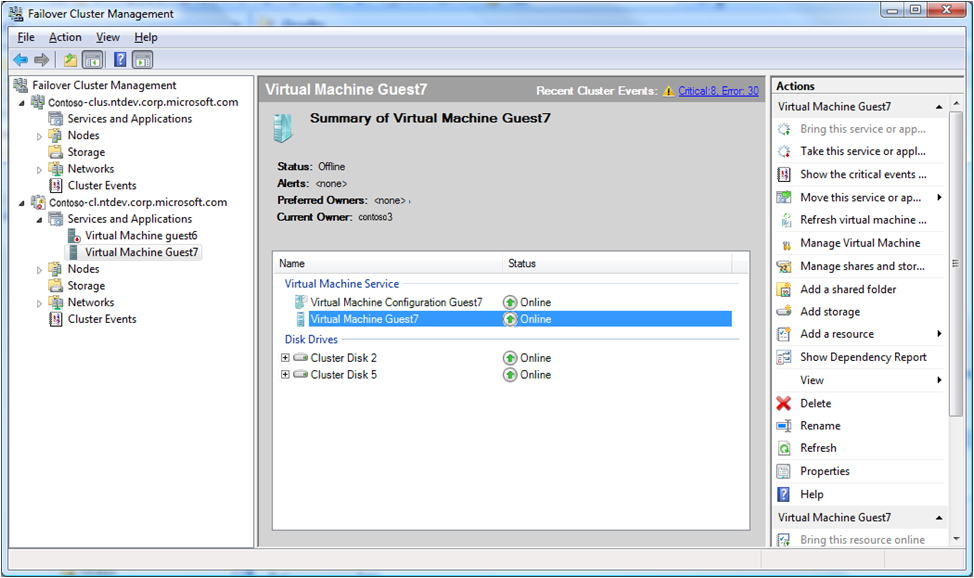 Failover Cluster Management
File Action View Help
Failover Cluster Management
Contoso-clus.ntdev.corp.microsoft.com
Services and Applications
Nodes
Storage
Networks
Cluster Events
Contoso-cl.ntdev.corp.microsoft.com
Services and Applications
Virtual Machine guest6
Virtual Machine Guest7
Nodes
Storage
Networks
Cluster Events
Virtual Machine Guest7 Recent Cluster Events: Critical:8, Error: 30
Summary of Virtual Machine Guest7
Status: Offline
Alerts: <none>
Preferred Owners: <none>
Current Owner: contoso3
Name Status
Virtual Machine Service
Virtual Machine Configuration Guest7 Online
Virtual Machine Guest7 Online
Disk Drives
Cluster Disk 2 Online
Cluster Disk 5 Online
Actions
Virtual Machine Guest7
Bring this service or app...
Take this service or appl...
Show the critical events ...
Move this service or app...
Refresh virtual machine ...
Manage Virtual Machine
Manage shares and stor...
Add a shared folder
Add storage
Add a resource
Show Dependency Report
View
Delete
Rename
Refresh
Properties
Help
Virtual Machine Guest7
Bring this resource online